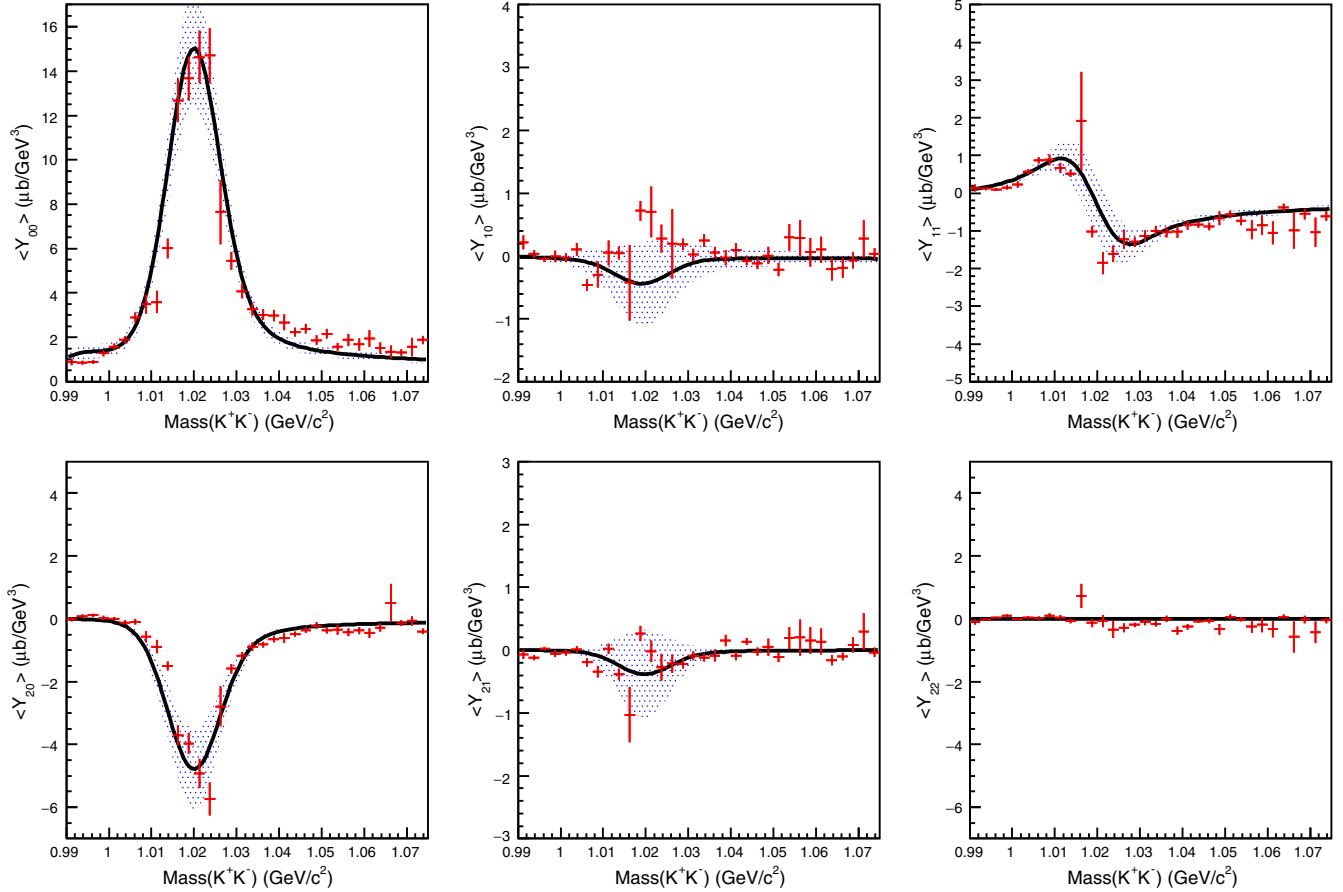 <Y₀₀> (μb/GeV³)
16
14
12
10
8
6
4
2
0
0.99 1 1.01 1.02 1.03 1.04 1.05 1.06 1.07
Mass(K⁺K⁻) (GeV/c²)
<Y₁₀> (μb/GeV³)
4
3
2
1
0
−1
−2
0.99 1 1.01 1.02 1.03 1.04 1.05 1.06 1.07
Mass(K⁺K⁻) (GeV/c²)
<Y₁₁> (μb/GeV³)
5
4
3
2
1
0
−1
−2
−3
−4
−5
0.99 1 1.01 1.02 1.03 1.04 1.05 1.06 1.07
Mass(K⁺K⁻) (GeV/c²)
<Y₂₀> (μb/GeV³)
4
2
0
−2
−4
−6
0.99 1 1.01 1.02 1.03 1.04 1.05 1.06 1.07
Mass(K⁺K⁻) (GeV/c²)
<Y₂₁> (μb/GeV³)
3
2
1
0
−1
−2
−3
0.99 1 1.01 1.02 1.03 1.04 1.05 1.06 1.07
Mass(K⁺K⁻) (GeV/c²)
<Y₂₂> (μb/GeV³)
4
2
0
−2
−4
−6
0.99 1 1.01 1.02 1.03 1.04 1.05 1.06 1.07
Mass(K⁺K⁻) (GeV/c²)